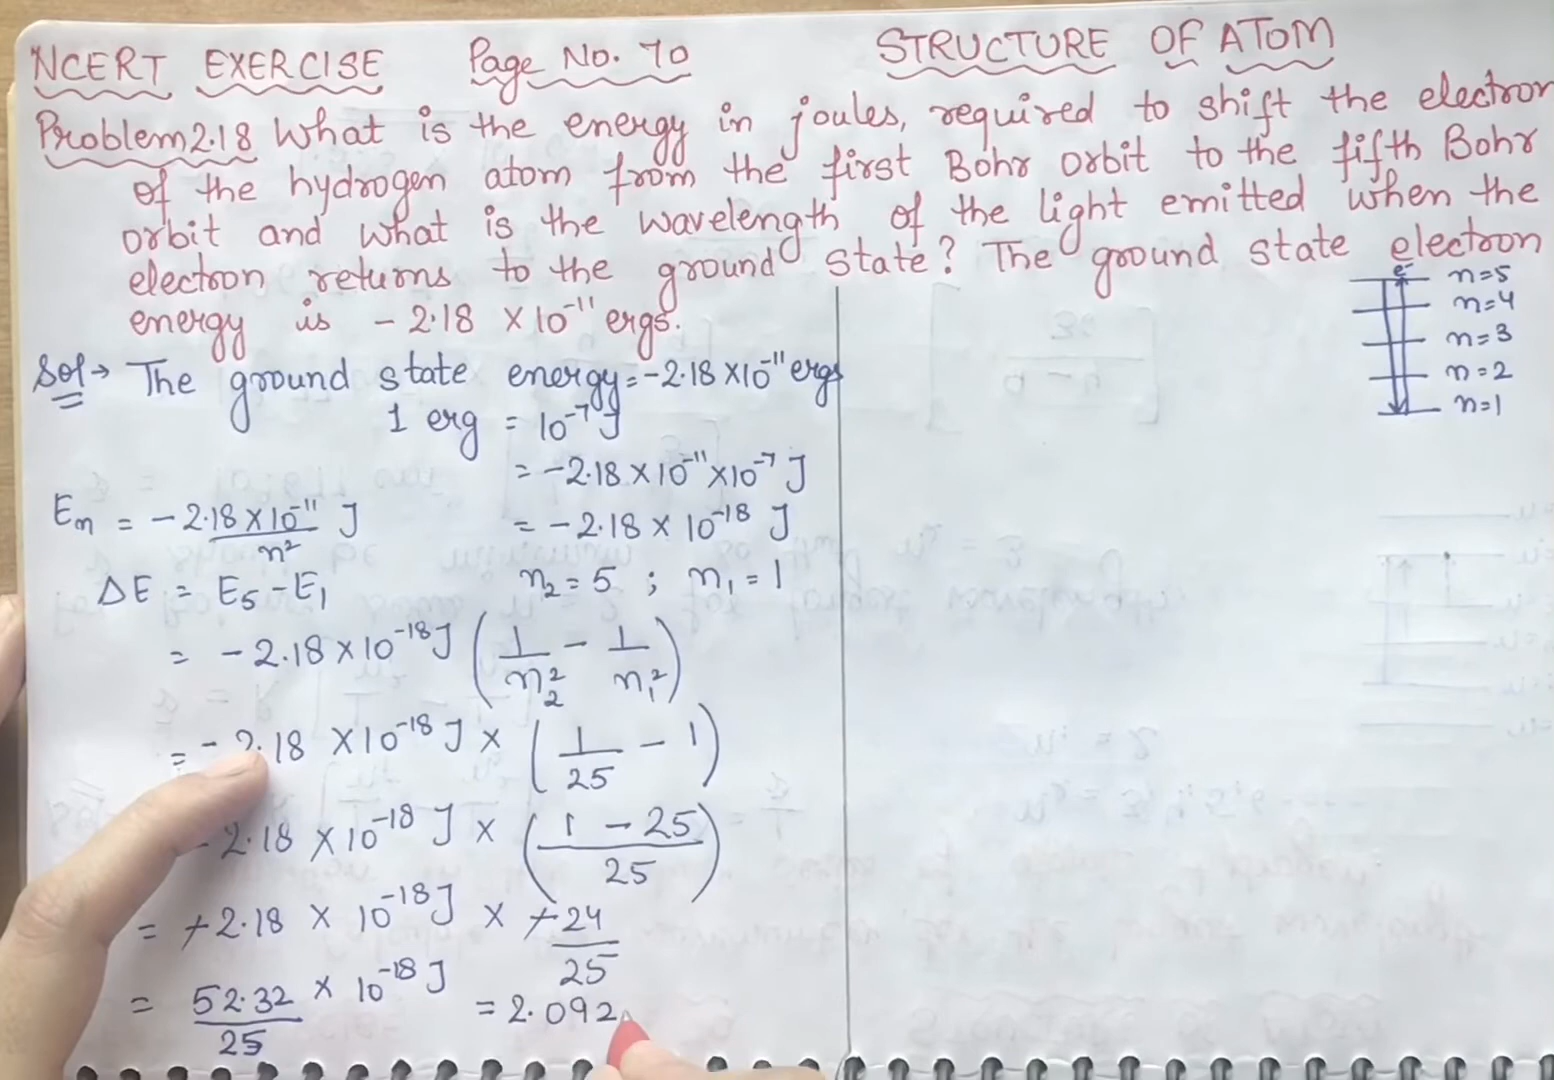 NCERT EXERCISE Page No. 70 STRUCTURE OF ATOM
Problem 2.18 What is the energy in joules, required to shift the electron
of the hydrogen atom from the first Bohr orbit to the fifth Bohr
orbit and what is the wavelength of the light emitted when the
electron returns to the ground state? The ground state electron
energy is - 2.18 × 10⁻¹¹ ergs.
e⁻ n=5
n=4
n=3
n=2
n=1
Sol → The ground state energy = -2.18 × 10⁻¹¹ ergs
1 erg = 10⁻⁷ J
= -2.18 × 10⁻¹¹ × 10⁻⁷ J
Eₙ = -2.18 × 10⁻¹¹ / n² J = -2.18 × 10⁻¹⁸ J
ΔE = E₅ - E₁ n₂ = 5 ; n₁ = 1
= -2.18 × 10⁻¹⁸ J (1/n₂² - 1/n₁²)
= -2.18 × 10⁻¹⁸ J × (1/25 - 1)
- 2.18 × 10⁻¹⁸ J × (1 - 25 / 25)
= +2.18 × 10⁻¹⁸ J × +24/25
= 52.32/25 × 10⁻¹⁸ J = 2.092